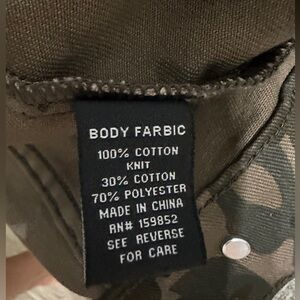 BODY FARBIC
100% COTTON
KNIT
30% COTTON
70% POLYESTER
MADE IN CHINA
RN# 159852
SEE REVERSE
FOR CARE